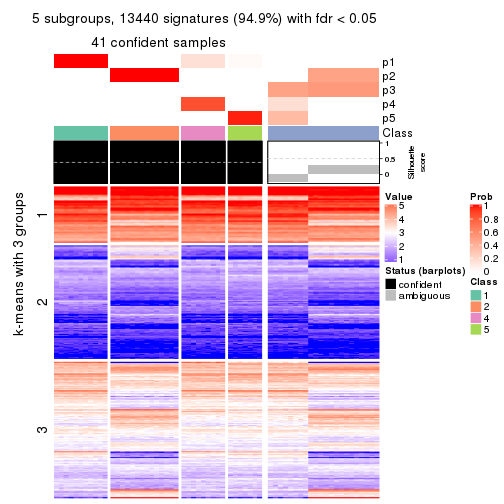 5 subgroups, 13440 signatures (94.9%) with fdr < 0.05
41 confident samples
p1
p2
p3
p4
p5
Class
1
0.5
0
Silhouette
score
k-means with 3 groups
1
2
3
Value
5
4
3
2
1
Status (barplots)
confident
ambiguous
Prob
1
0.8
0.6
0.4
0.2
0
Class
1
2
4
5